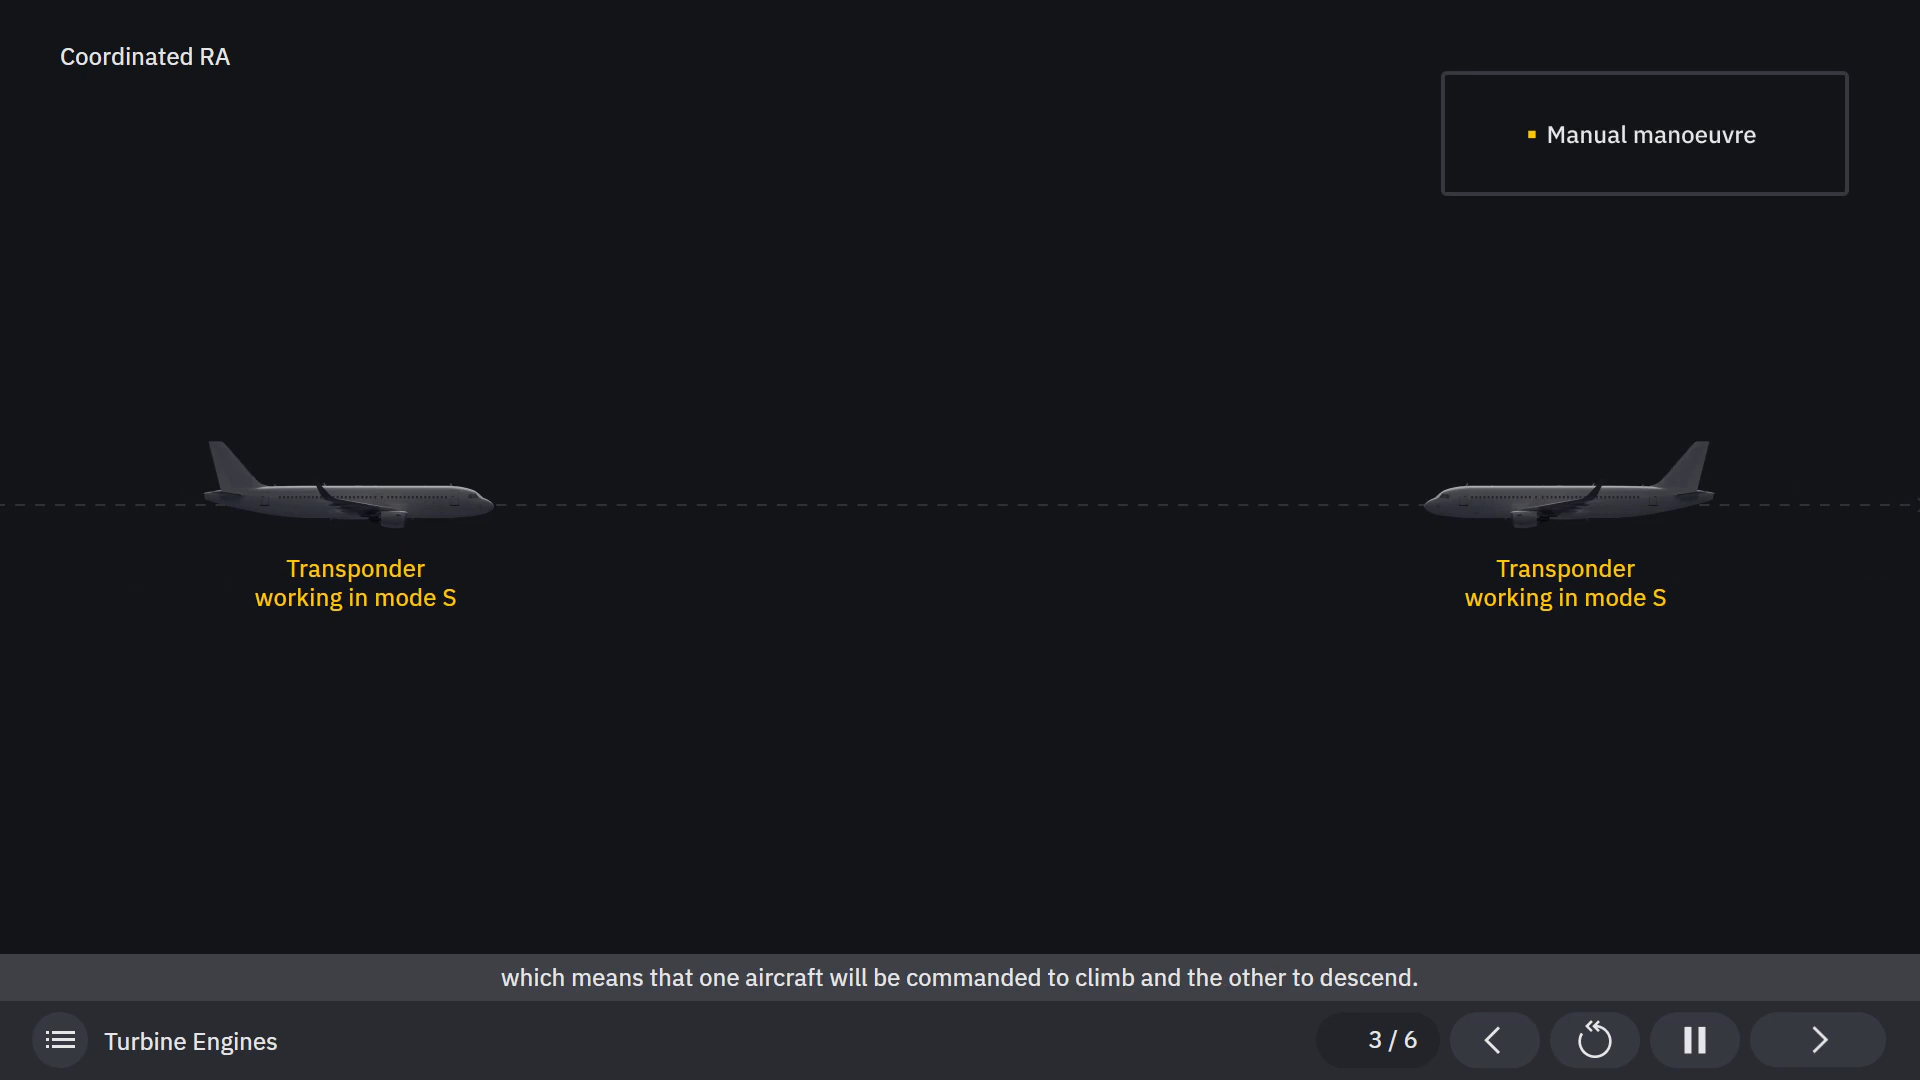 Coordinated RA
▪ Manual manoeuvre
Transponder
working in mode S
Transponder
working in mode S
which means that one aircraft will be commanded to climb and the other to descend.
Turbine Engines
3 / 6